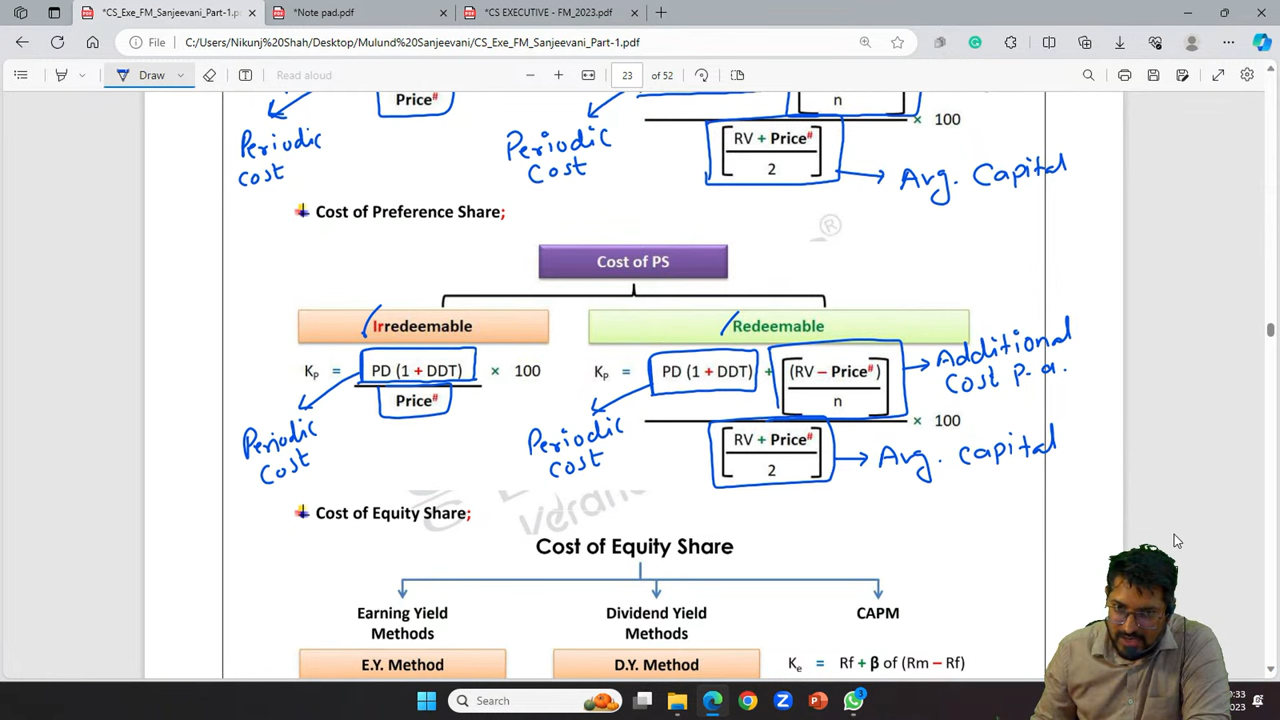 *CS_Exe_FM_Sanjeevani_Part-1.p
*Note pad.pdf
*CS EXECUTIVE - FM_2023.pdf
File
C:/Users/Nikunj%20Shah/Desktop/Mulund%20Sanjeevani/CS_Exe_FM_Sanjeevani_Part-1.pdf
Draw
Read aloud
23 of 52
Price#
n
× 100
Periodic
cost
Periodic
Cost
RV + Price#
2
Avg. Capital
Cost of Preference Share;
®
Cost of PS
Irredeemable
Redeemable
KP = PD (1 + DDT) × 100
Price#
KP = PD (1 + DDT) + (RV – Price#)
n
× 100
RV + Price#
2
Additional
Cost p.a.
Periodic
cost
Periodic
cost
Avg. capital
veran
Cost of Equity Share;
Cost of Equity Share
Earning Yield
Methods
Dividend Yield
Methods
CAPM
E.Y. Method
D.Y. Method
Ke = Rf + β of (Rm – Rf)
Search
3
:33
2023